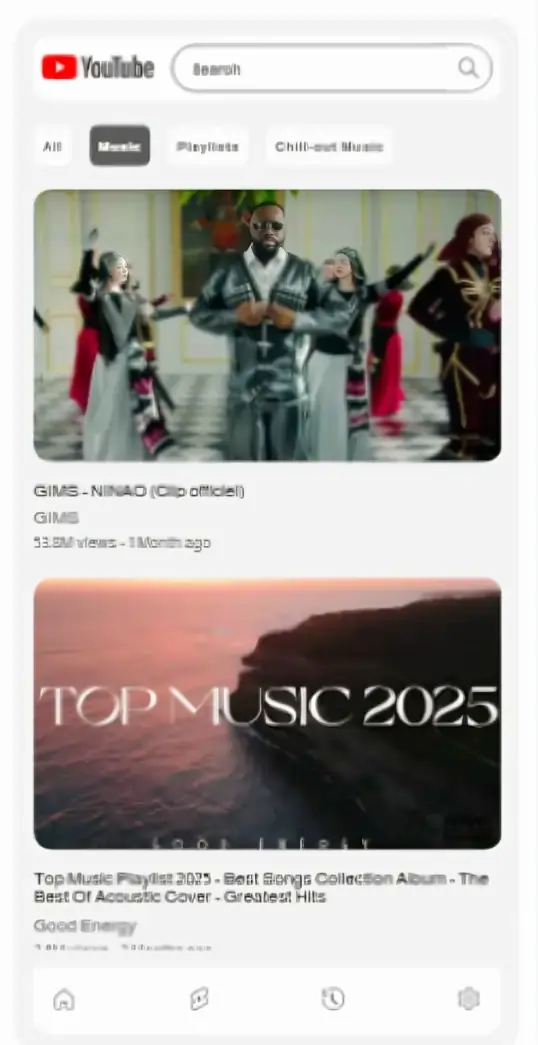 YouTube
Search
All
Music
Playlists
Chill-out Music
GIMS - NINAO (Clip officiel)
GIMS
53.8M views - 1 Month ago
TOP MUSIC 2025
GOOD ENERGY
Top Music Playlist 2025 - Best Songs Collection Album - The
Best Of Acoustic Cover - Greatest Hits
Good Energy